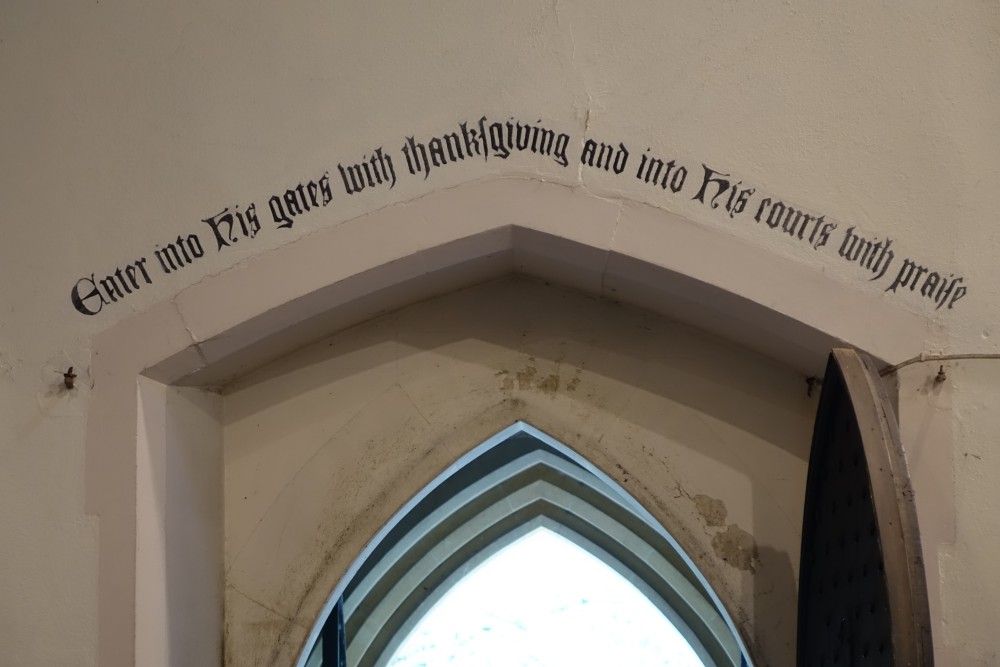 Enter into His gates with thankſgiving and into His courts with praiſe